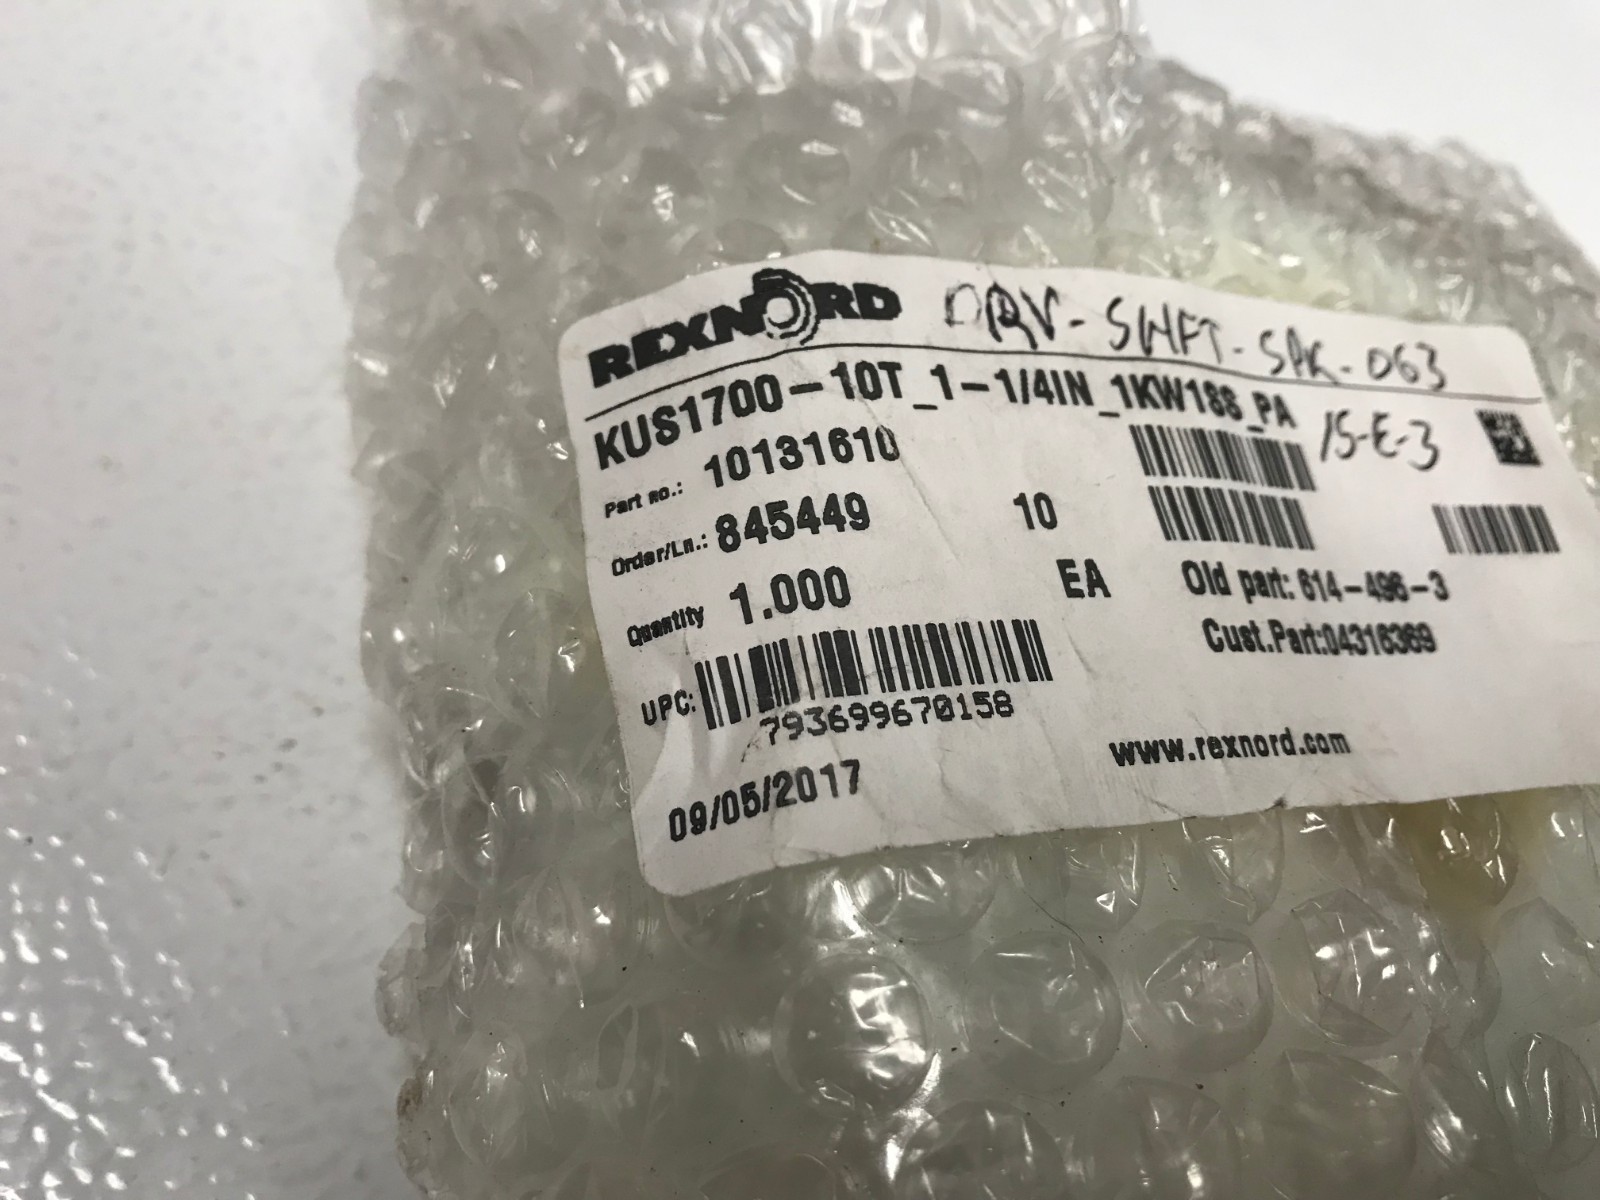 REXNORD DRV-SHFT-SPK-063
KUS1700-10T_1-1/4IN_1KW1SS_PA
15-E-3
Part no.: 10131610
Order/Ln.: 845449 10
Quantity 1.000 EA
Old part: 614-496-3
Cust.Part:04316369
UPC:
793699670158
09/05/2017
www.rexnord.com